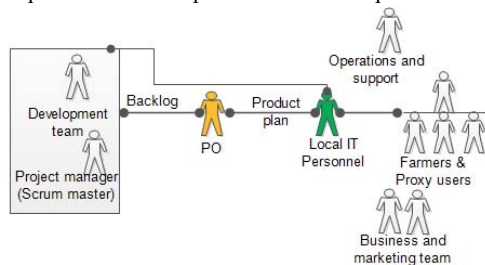 Operations and
support
Development
team
Backlog
Product
plan
PO
Local IT
Personnel
Project manager
(Scrum master)
Farmers &
Proxy users
Business and
marketing team